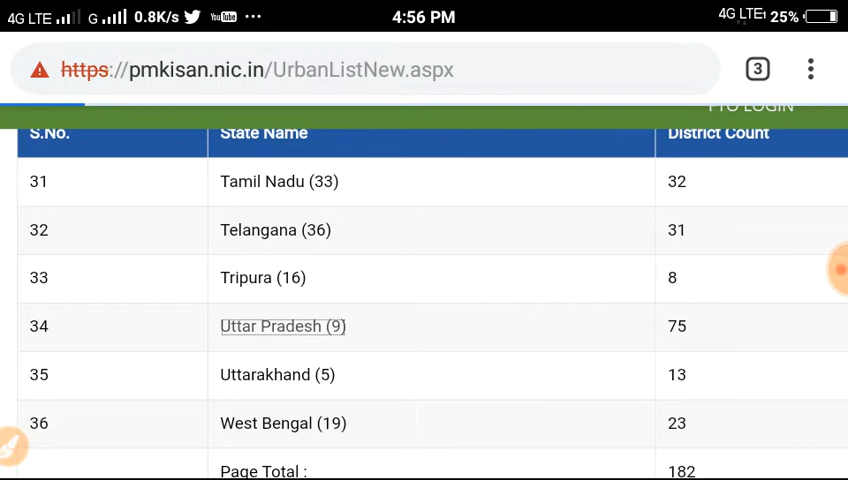 4G LTE G 0.8K/s YouTube ••• 4:56 PM 4G LTE 25%
https://pmkisan.nic.in/UrbanListNew.aspx 3
S.No. State Name District Count
31 Tamil Nadu (33) 32
32 Telangana (36) 31
33 Tripura (16) 8
34 Uttar Pradesh (9) 75
35 Uttarakhand (5) 13
36 West Bengal (19) 23
Page Total : 182